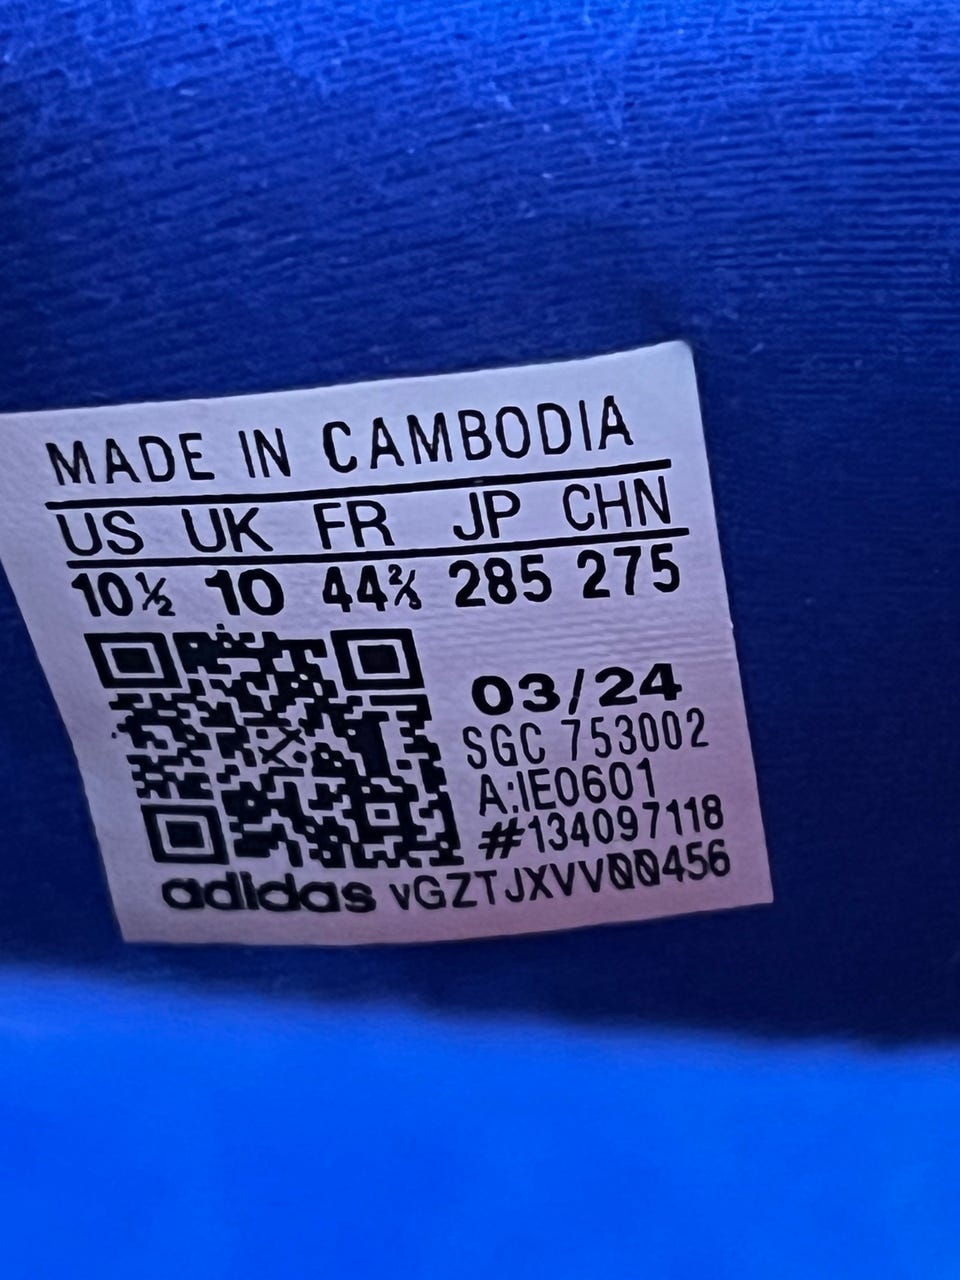 MADE IN CAMBODIA
US UK FR JP CHN
10½ 10 44⅔ 285 275
03/24
SGC 753002
A:IE0601
#134097118
adidas vGZTJXVV00456